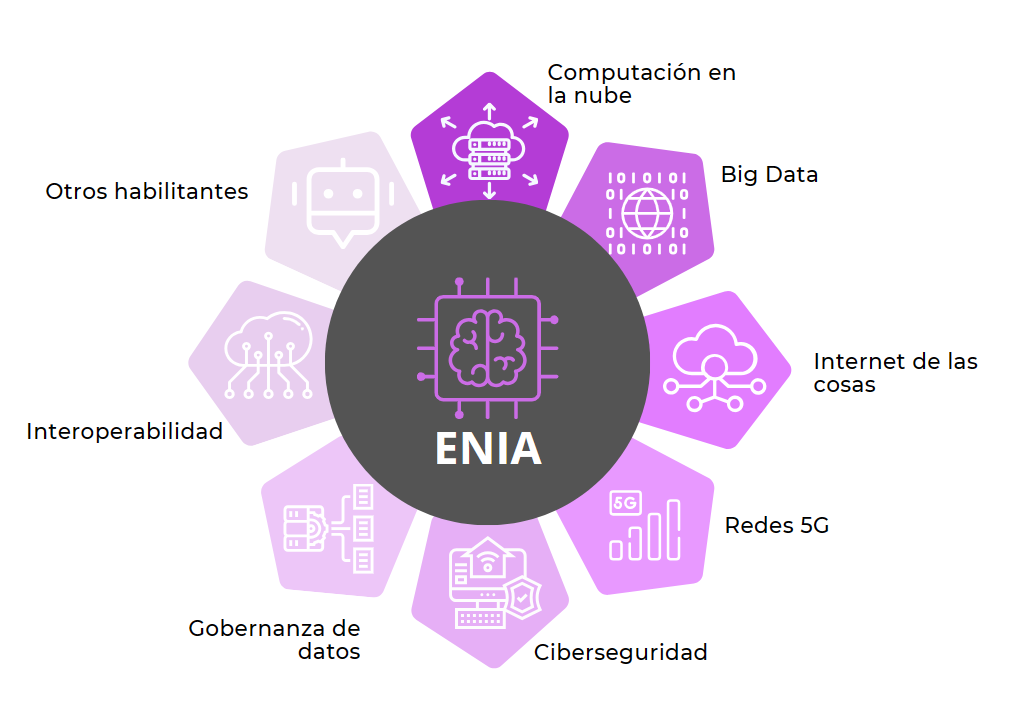 Computación en
la nube
Big Data
Otros habilitantes
Internet de las
cosas
ENIA
Interoperabilidad
5G
Redes 5G
Gobernanza de
datos
Ciberseguridad